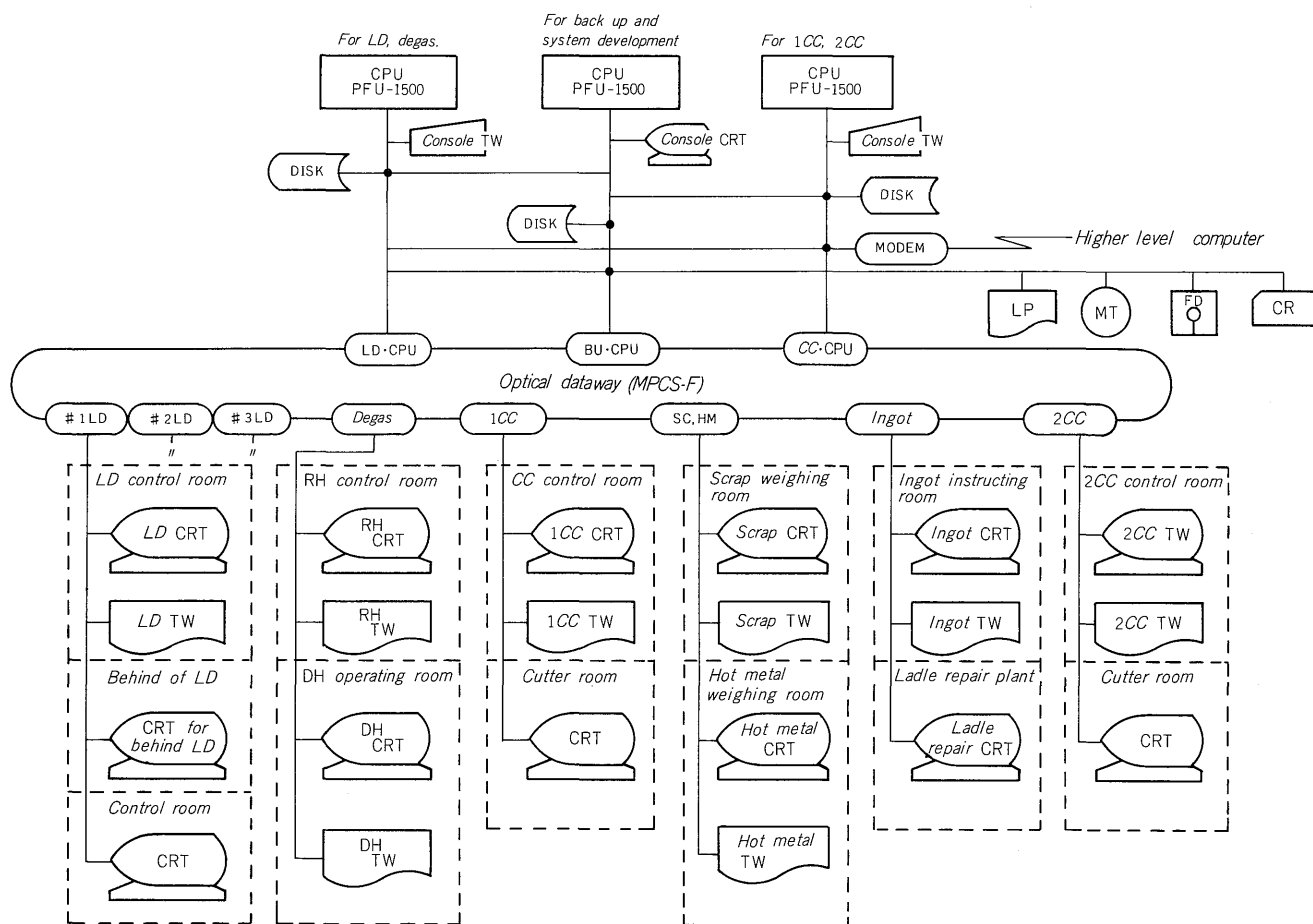 For LD, degas.
For back up and
system development
For 1CC, 2CC
CPU
PFU-1500
CPU
PFU-1500
CPU
PFU-1500
Console TW
Console CRT
Console TW
DISK
DISK
DISK
MODEM
Higher level computer
LP
MT
FD
CR
LD·CPU
BU·CPU
CC·CPU
Optical dataway (MPCS-F)
#1LD
#2LD
#3LD
Degas
1CC
SC,HM
Ingot
2CC
〃
〃
LD control room
LD CRT
LD TW
Behind of LD
CRT for
behind LD
Control room
CRT
RH control room
RH
CRT
RH
TW
DH operating room
DH
CRT
DH
TW
CC control room
1CC CRT
1CC TW
Cutter room
CRT
Scrap weighing
room
Scrap CRT
Scrap TW
Hot metal
weighing room
Hot metal
CRT
Hot metal
TW
Ingot instructing
room
Ingot CRT
Ingot TW
Ladle repair plant
Ladle
repair CRT
2CC control room
2CC TW
2CC TW
Cutter room
CRT